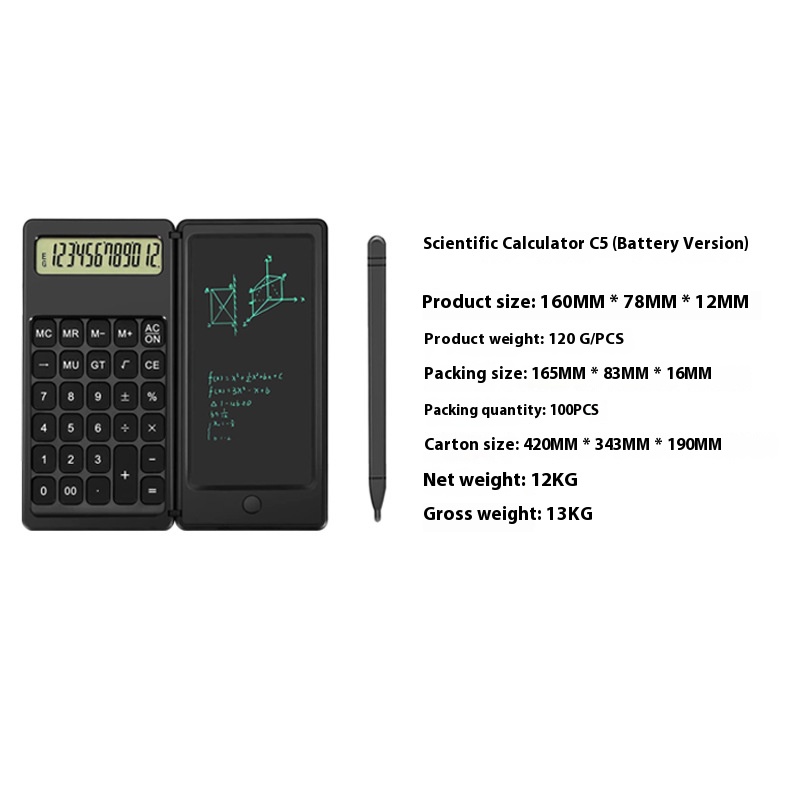 123456789012
MC MR M- M+ AC ON
→ MU GT √ CE
7 8 9 ± %
4 5 6 ÷ ×
1 2 3 + −
0 00 · =
Scientific Calculator C5 (Battery Version)
Product size: 160MM * 78MM * 12MM
Product weight: 120 G/PCS
Packing size: 165MM * 83MM * 16MM
Packing quantity: 100PCS
Carton size: 420MM * 343MM * 190MM
Net weight: 12KG
Gross weight: 13KG